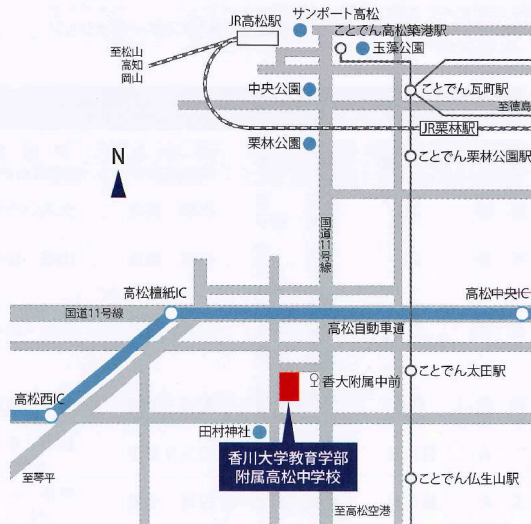 サンポート高松
JR高松駅
ことでん高松築港駅
玉藻公園
至松山
高知
岡山
中央公園
ことでん瓦町駅
至徳島
JR栗林駅
栗林公園
ことでん栗林公園駅
N
国道11号線
高松檀紙IC
高松中央IC
国道11号線
高松自動車道
ことでん太田駅
香大附属中前
高松西IC
田村神社
香川大学教育学部
附属高松中学校
至琴平
ことでん仏生山駅
至高松空港